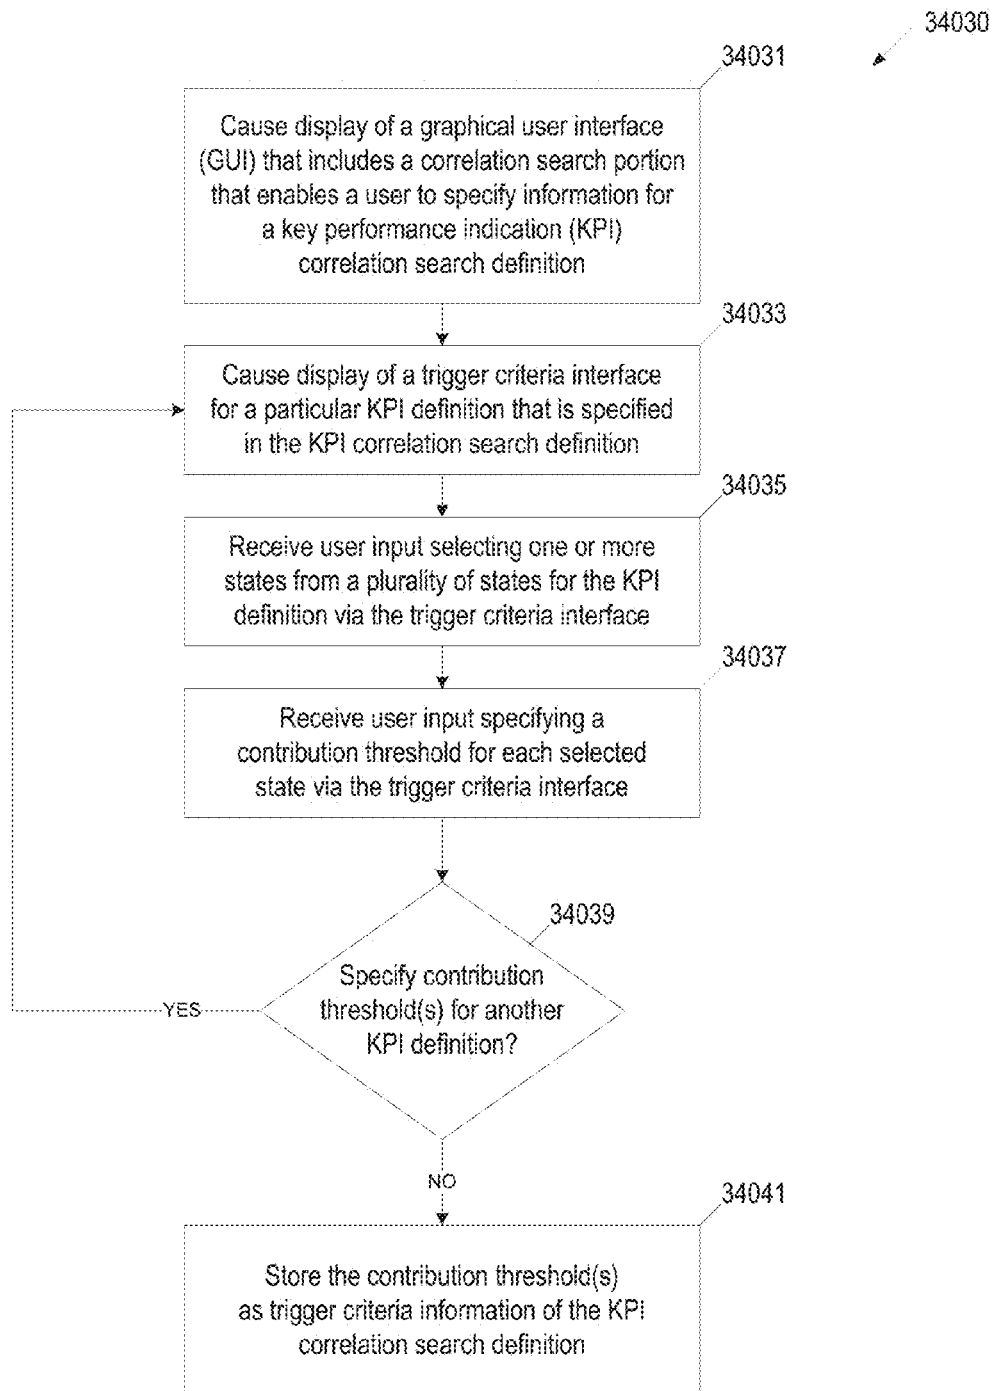 34030
34031
Cause display of a graphical user interface
(GUI) that includes a correlation search portion
that enables a user to specify information for
a key performance indication (KPI)
correlation search definition
34033
Cause display of a trigger criteria interface
for a particular KPI definition that is specified
in the KPI correlation search definition
34035
Receive user input selecting one or more
states from a plurality of states for the KPI
definition via the trigger criteria interface
34037
Receive user input specifying a
contribution threshold for each selected
state via the trigger criteria interface
34039
Specify contribution
threshold(s) for another
KPI definition?
YES
NO
34041
Store the contribution threshold(s)
as trigger criteria information of the KPI
correlation search definition